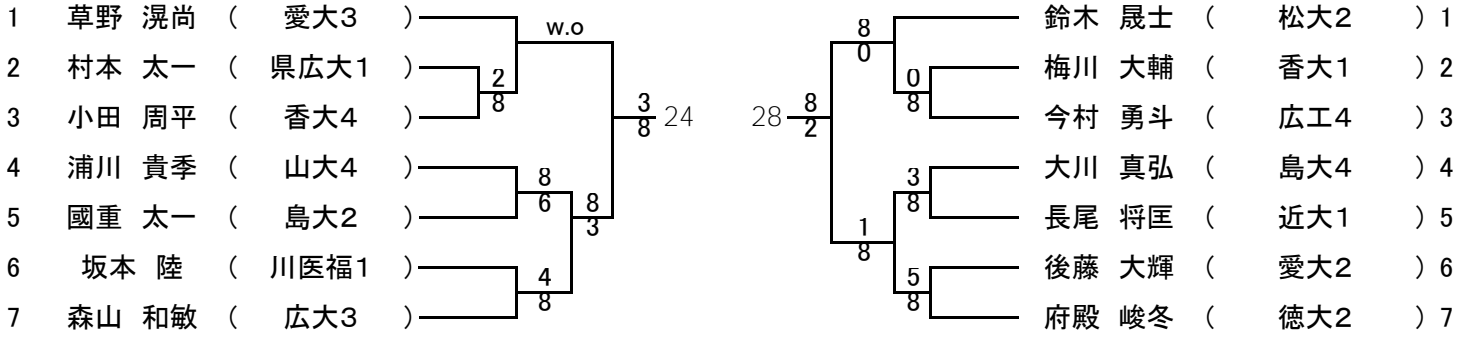 1 草野 滉尚 ( 愛大3 )
w.o
2 村本 太一 ( 県広大1 )
2
8
3 小田 周平 ( 香大4 )
3
8
24
4 浦川 貴季 ( 山大4 )
8
6
5 國重 太一 ( 島大2 )
8
3
6 坂本 陸 ( 川医福1 )
4
8
7 森山 和敏 ( 広大3 )
鈴木 晟士 ( 松大2 ) 1
8
0
梅川 大輔 ( 香大1 ) 2
0
8
今村 勇斗 ( 広工4 ) 3
28
8
2
大川 真弘 ( 島大4 ) 4
3
8
長尾 将匡 ( 近大1 ) 5
1
8
後藤 大輝 ( 愛大2 ) 6
5
8
府殿 峻冬 ( 徳大2 ) 7